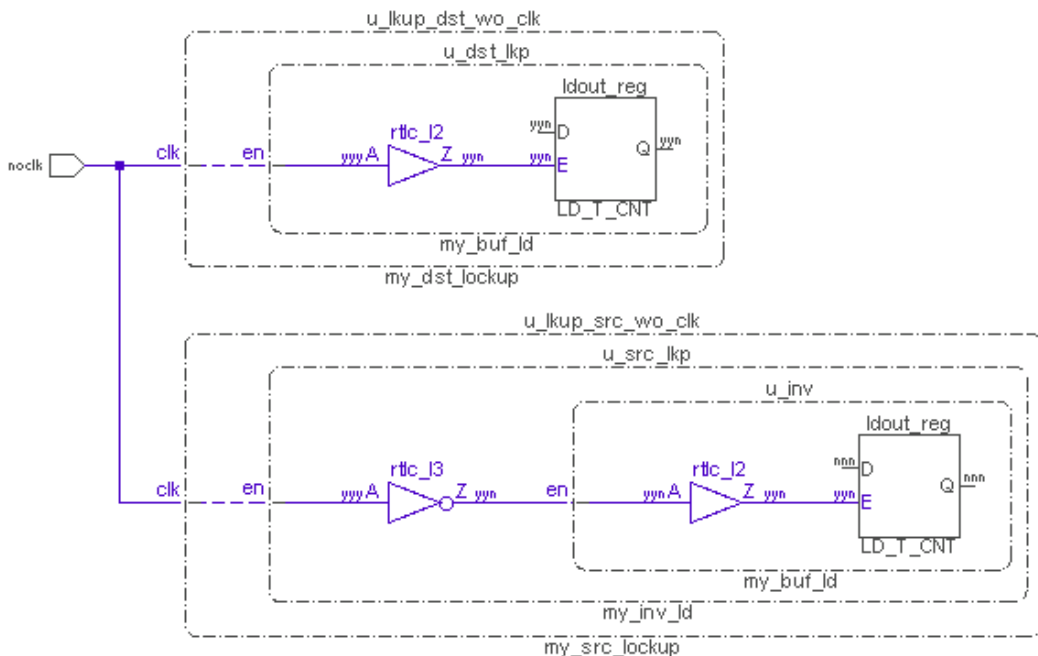 u_lkup_dst_wo_clk
u_dst_lkp
ldout_reg
yyn D
rtlc_I2
Q yyn
noclk
clk en yyy A Z yyn yyn E
LD_T_CNT
my_buf_ld
my_dst_lockup
u_lkup_src_wo_clk
u_src_lkp
u_inv
ldout_reg
nnn D
rtlc_I3 rtlc_I2
Q nnn
clk en yyy A Z yyn en yyn A Z yyn yyn E
LD_T_CNT
my_buf_ld
my_inv_ld
my_src_lockup